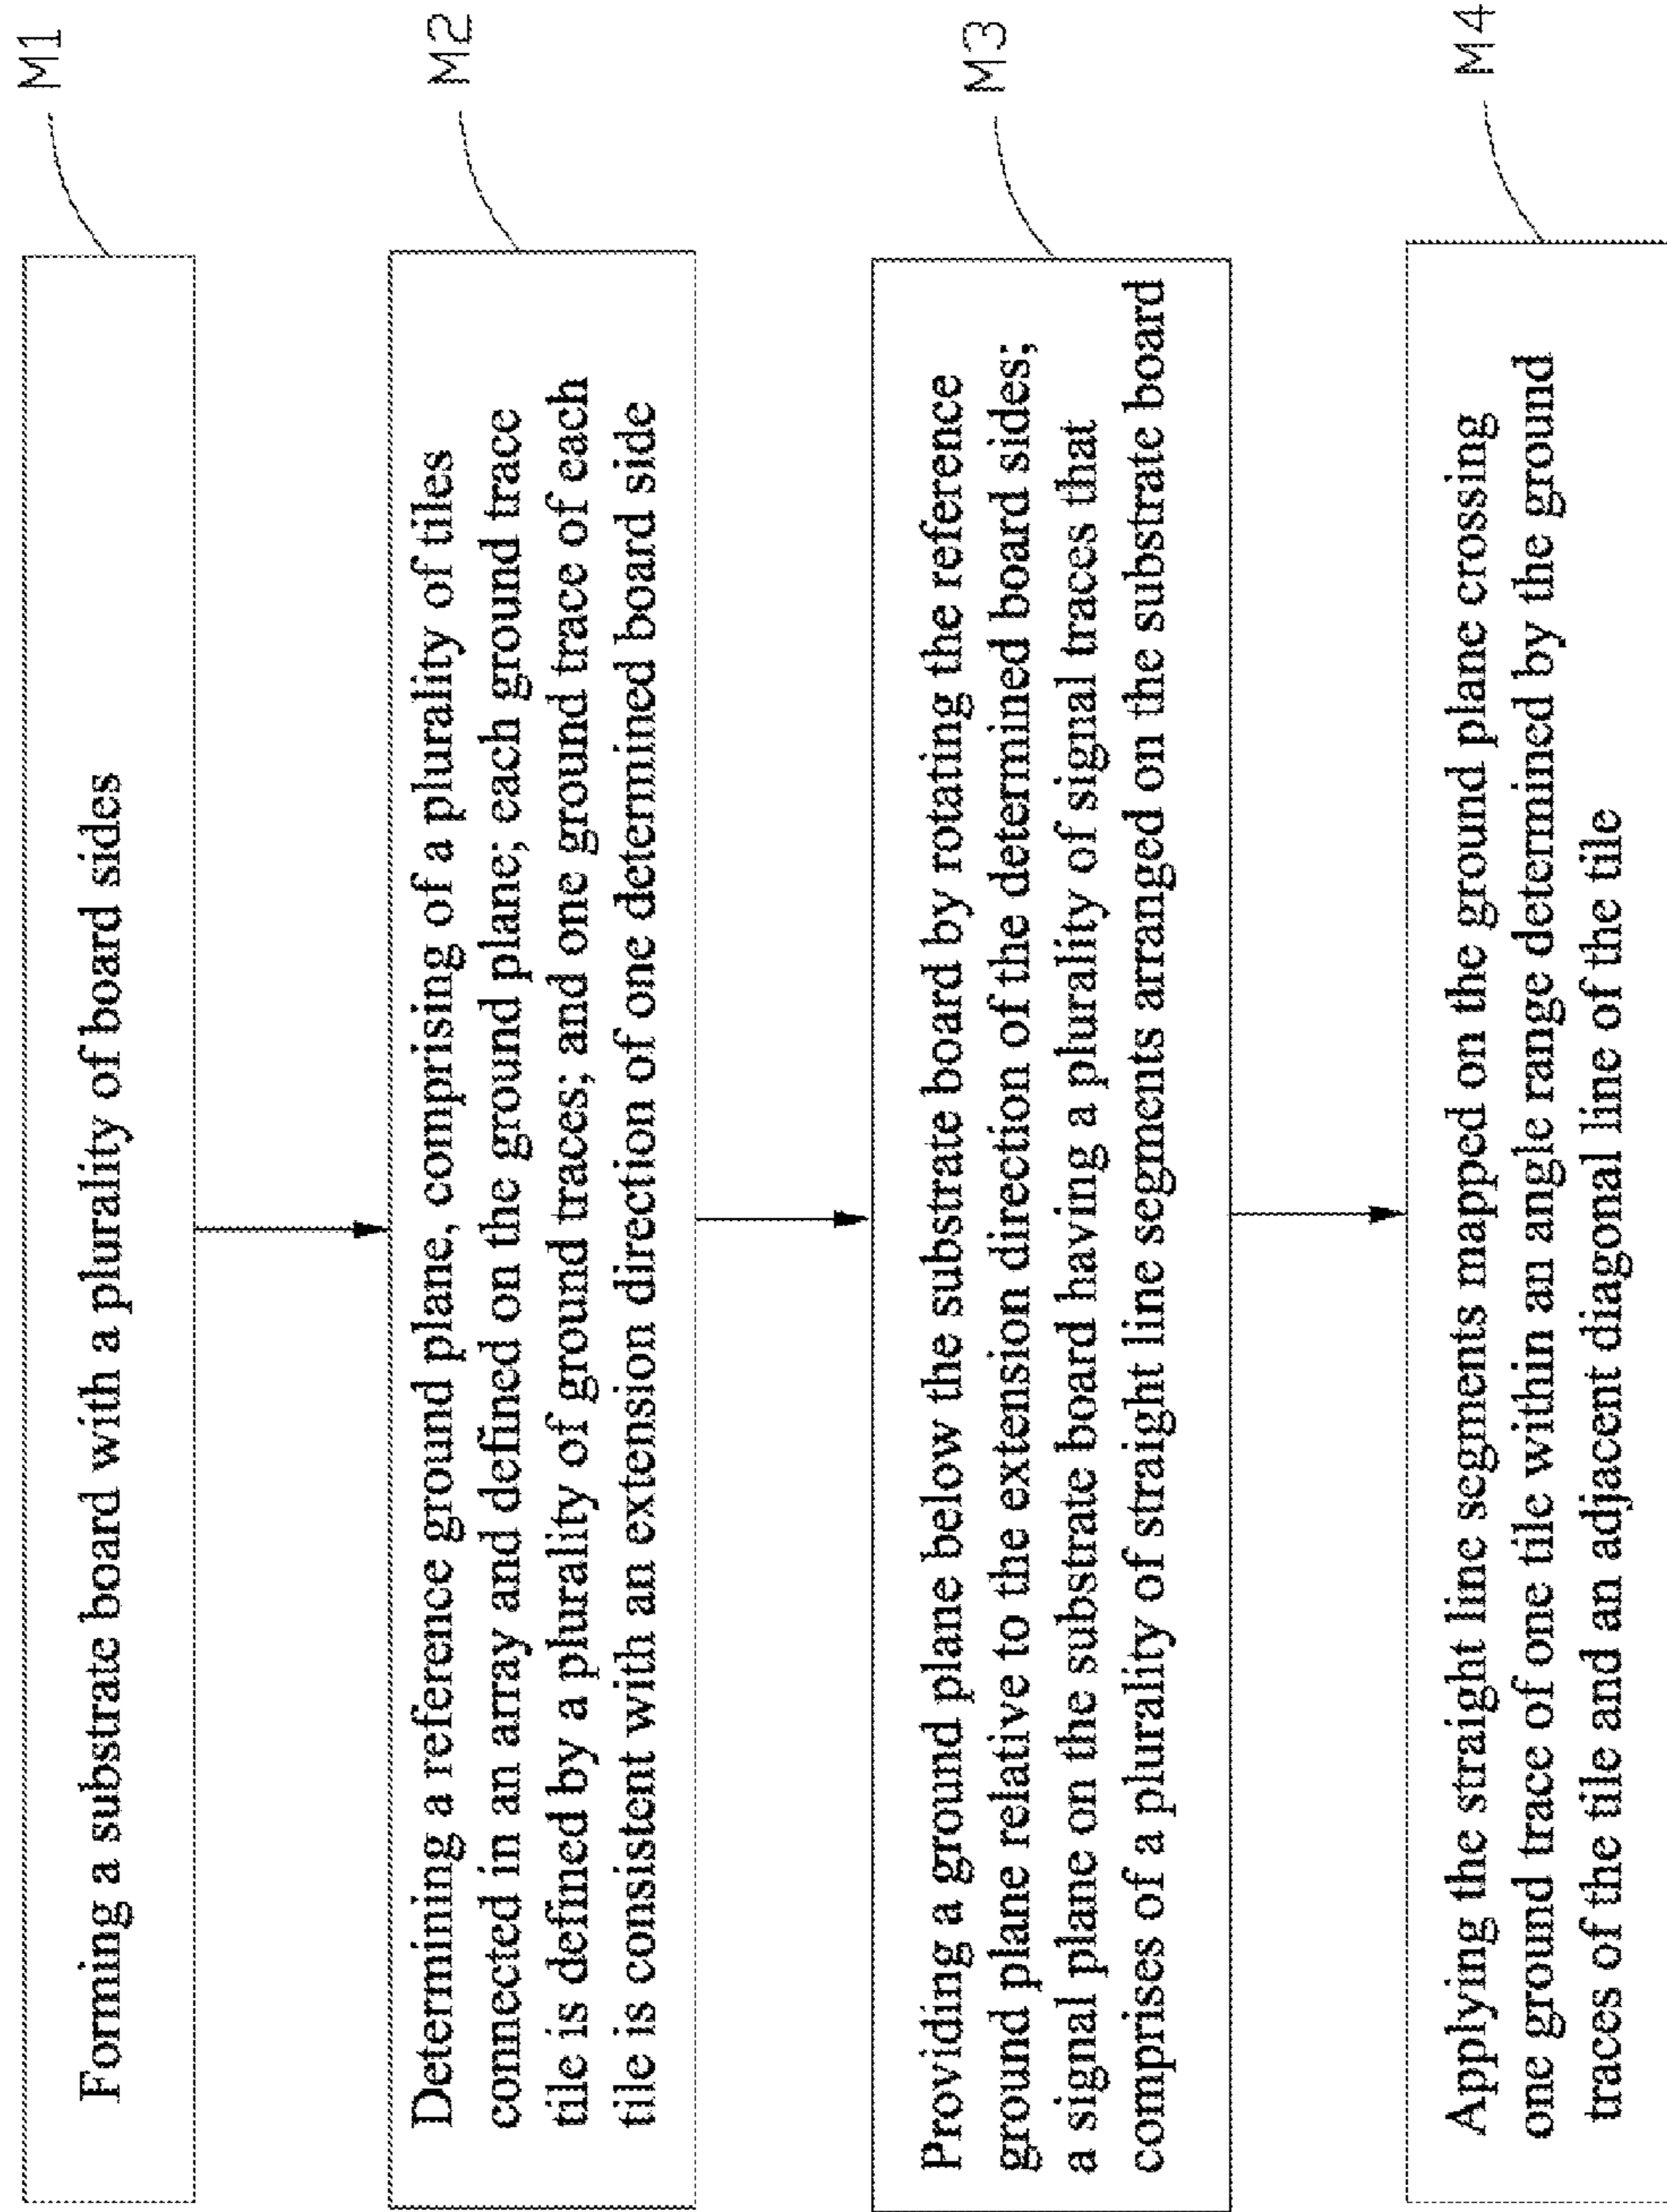 M1
Forming a substrate board with a plurality of board sides
M2
Determining a reference ground plane, comprising of a plurality of tiles
connected in an array and defined on the ground plane; each ground trace
tile is defined by a plurality of ground traces; and one ground trace of each
tile is consistent with an extension direction of one determined board side
M3
Providing a ground plane below the substrate board by rotating the reference
ground plane relative to the extension direction of the determined board sides;
a signal plane on the substrate board having a plurality of signal traces that
comprises of a plurality of straight line segments arranged on the substrate board
M4
Applying the straight line segments mapped on the ground plane crossing
one ground trace of one tile within an angle range determined by the ground
traces of the tile and an adjacent diagonal line of the tile